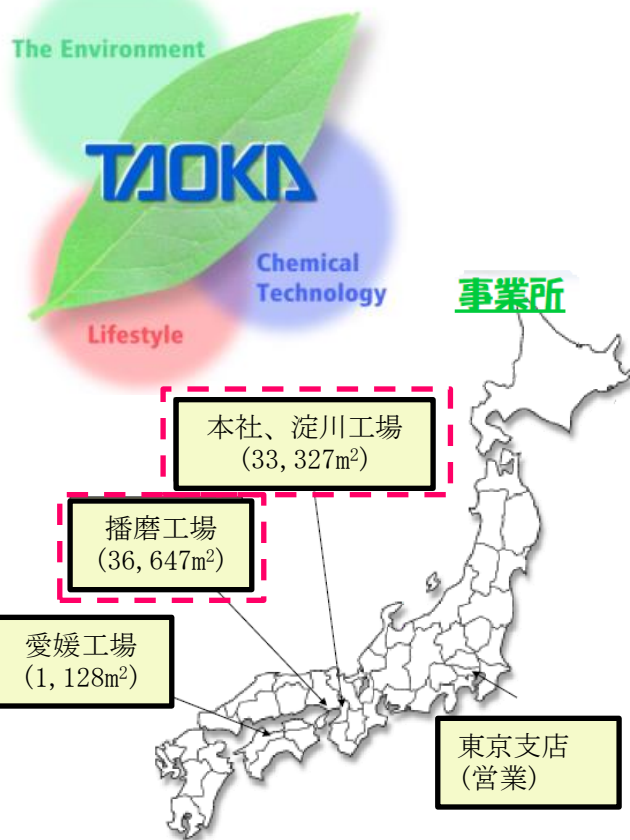 The Environment
TAOKA
Chemical
Technology
Lifestyle
事業所
本社、淀川工場
(33,327m²)
播磨工場
(36,647m²)
愛媛工場
(1,128m²)
東京支店
(営業)